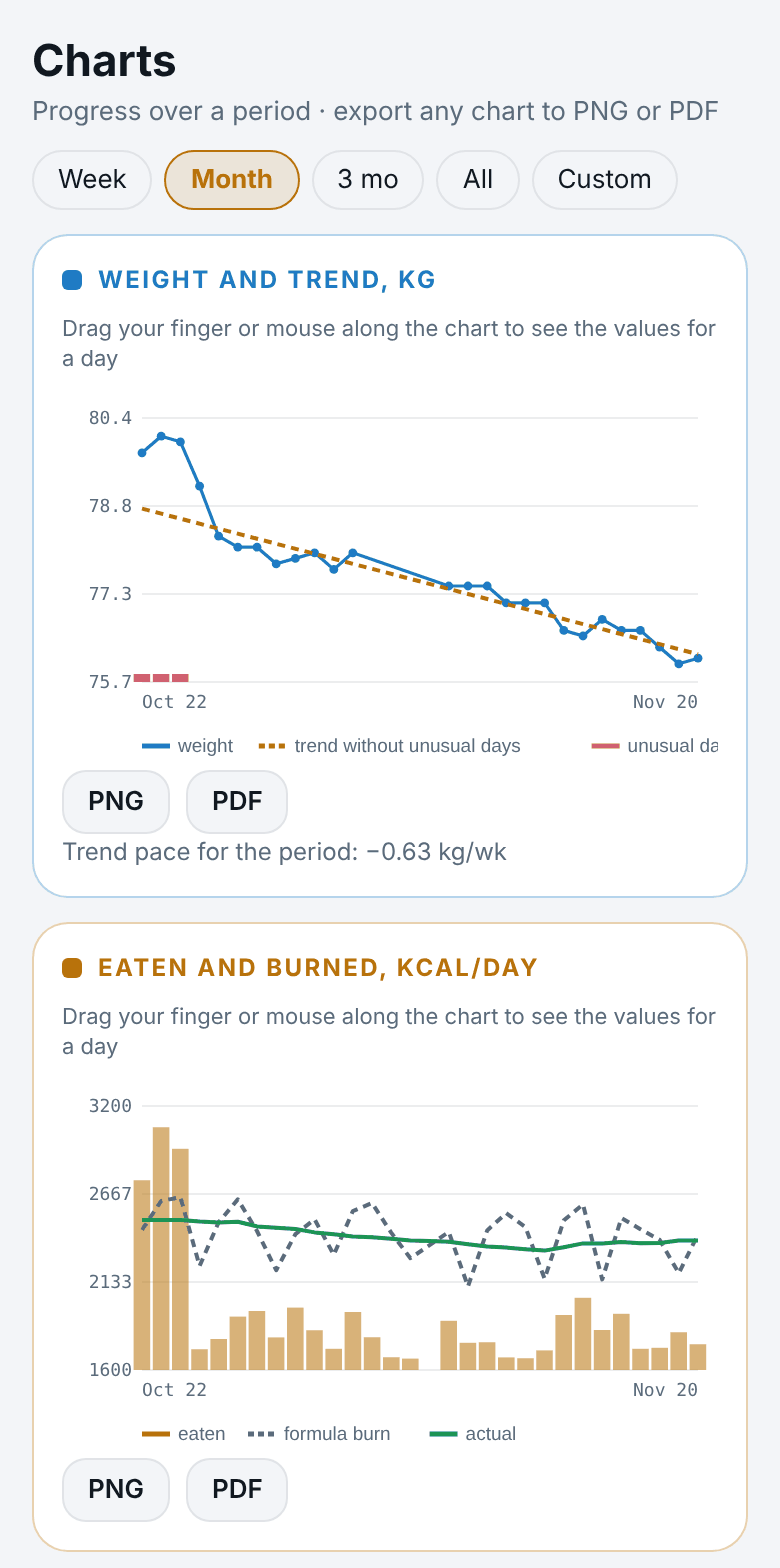 Charts
Progress over a period · export any chart to PNG or PDF
Week Month 3 mo All Custom
WEIGHT AND TREND, KG
Drag your finger or mouse along the chart to see the values for
a day
80.4
78.8
77.3
75.7
Oct 22 Nov 20
weight trend without unusual days unusual da
PNG PDF
Trend pace for the period: −0.63 kg/wk
EATEN AND BURNED, KCAL/DAY
Drag your finger or mouse along the chart to see the values for
a day
3200
2667
2133
1600
Oct 22 Nov 20
eaten formula burn actual
PNG PDF